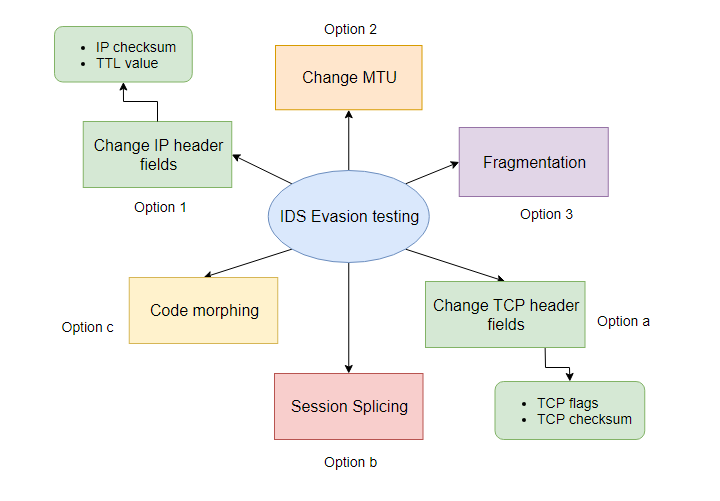 Option 2
• IP checksum
• TTL value
Change MTU
Change IP header
fields
Fragmentation
Option 1
IDS Evasion testing
Option 3
Code morphing
Change TCP header
fields
Option c
Option a
Session Splicing
• TCP flags
• TCP checksum
Option b